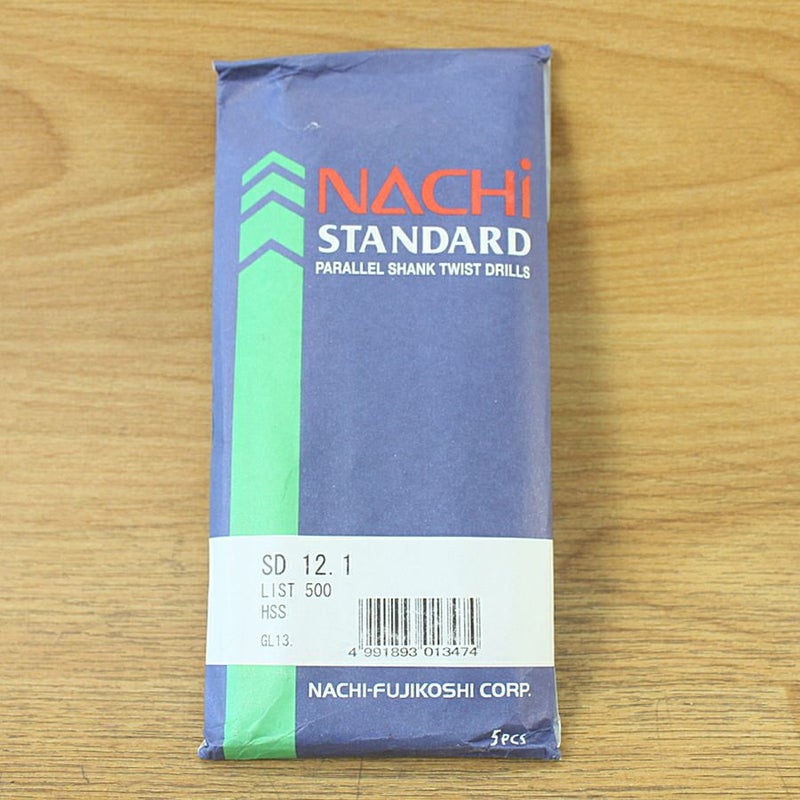 NACHi
STANDARD
PARALLEL SHANK TWIST DRILLS
SD 12.1
LIST 500
HSS
GL13.
4 991893 013474
NACHI-FUJIKOSHI CORP.
5pcs